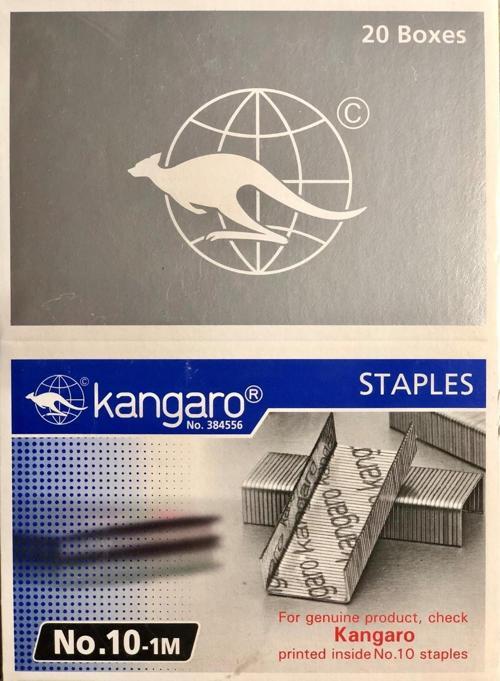 20 Boxes
©
© kangaro®
No. 384556
STAPLES
kangaro kangaro kangaro
For genuine product, check
Kangaro
printed inside No.10 staples
No.10-1M